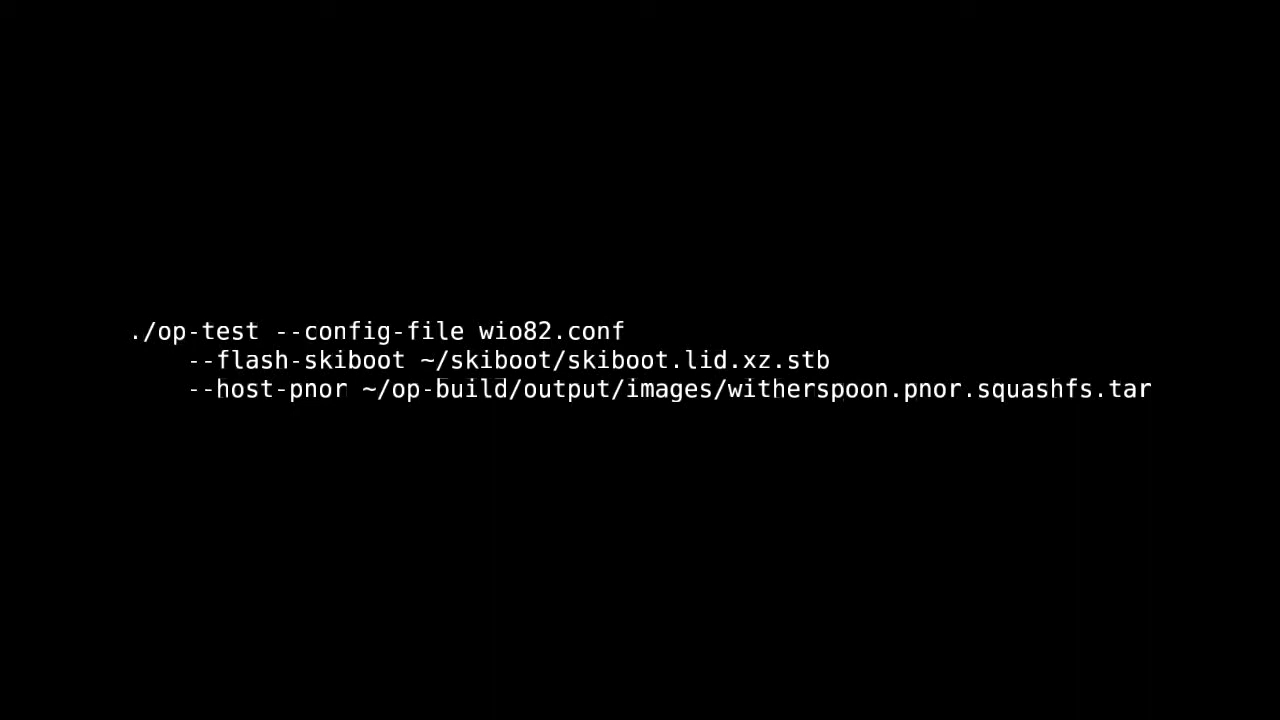 ./op-test --config-file wio82.conf
--flash-skiboot ~/skiboot/skiboot.lid.xz.stb
--host-pnor ~/op-build/output/images/witherspoon.pnor.squashfs.tar